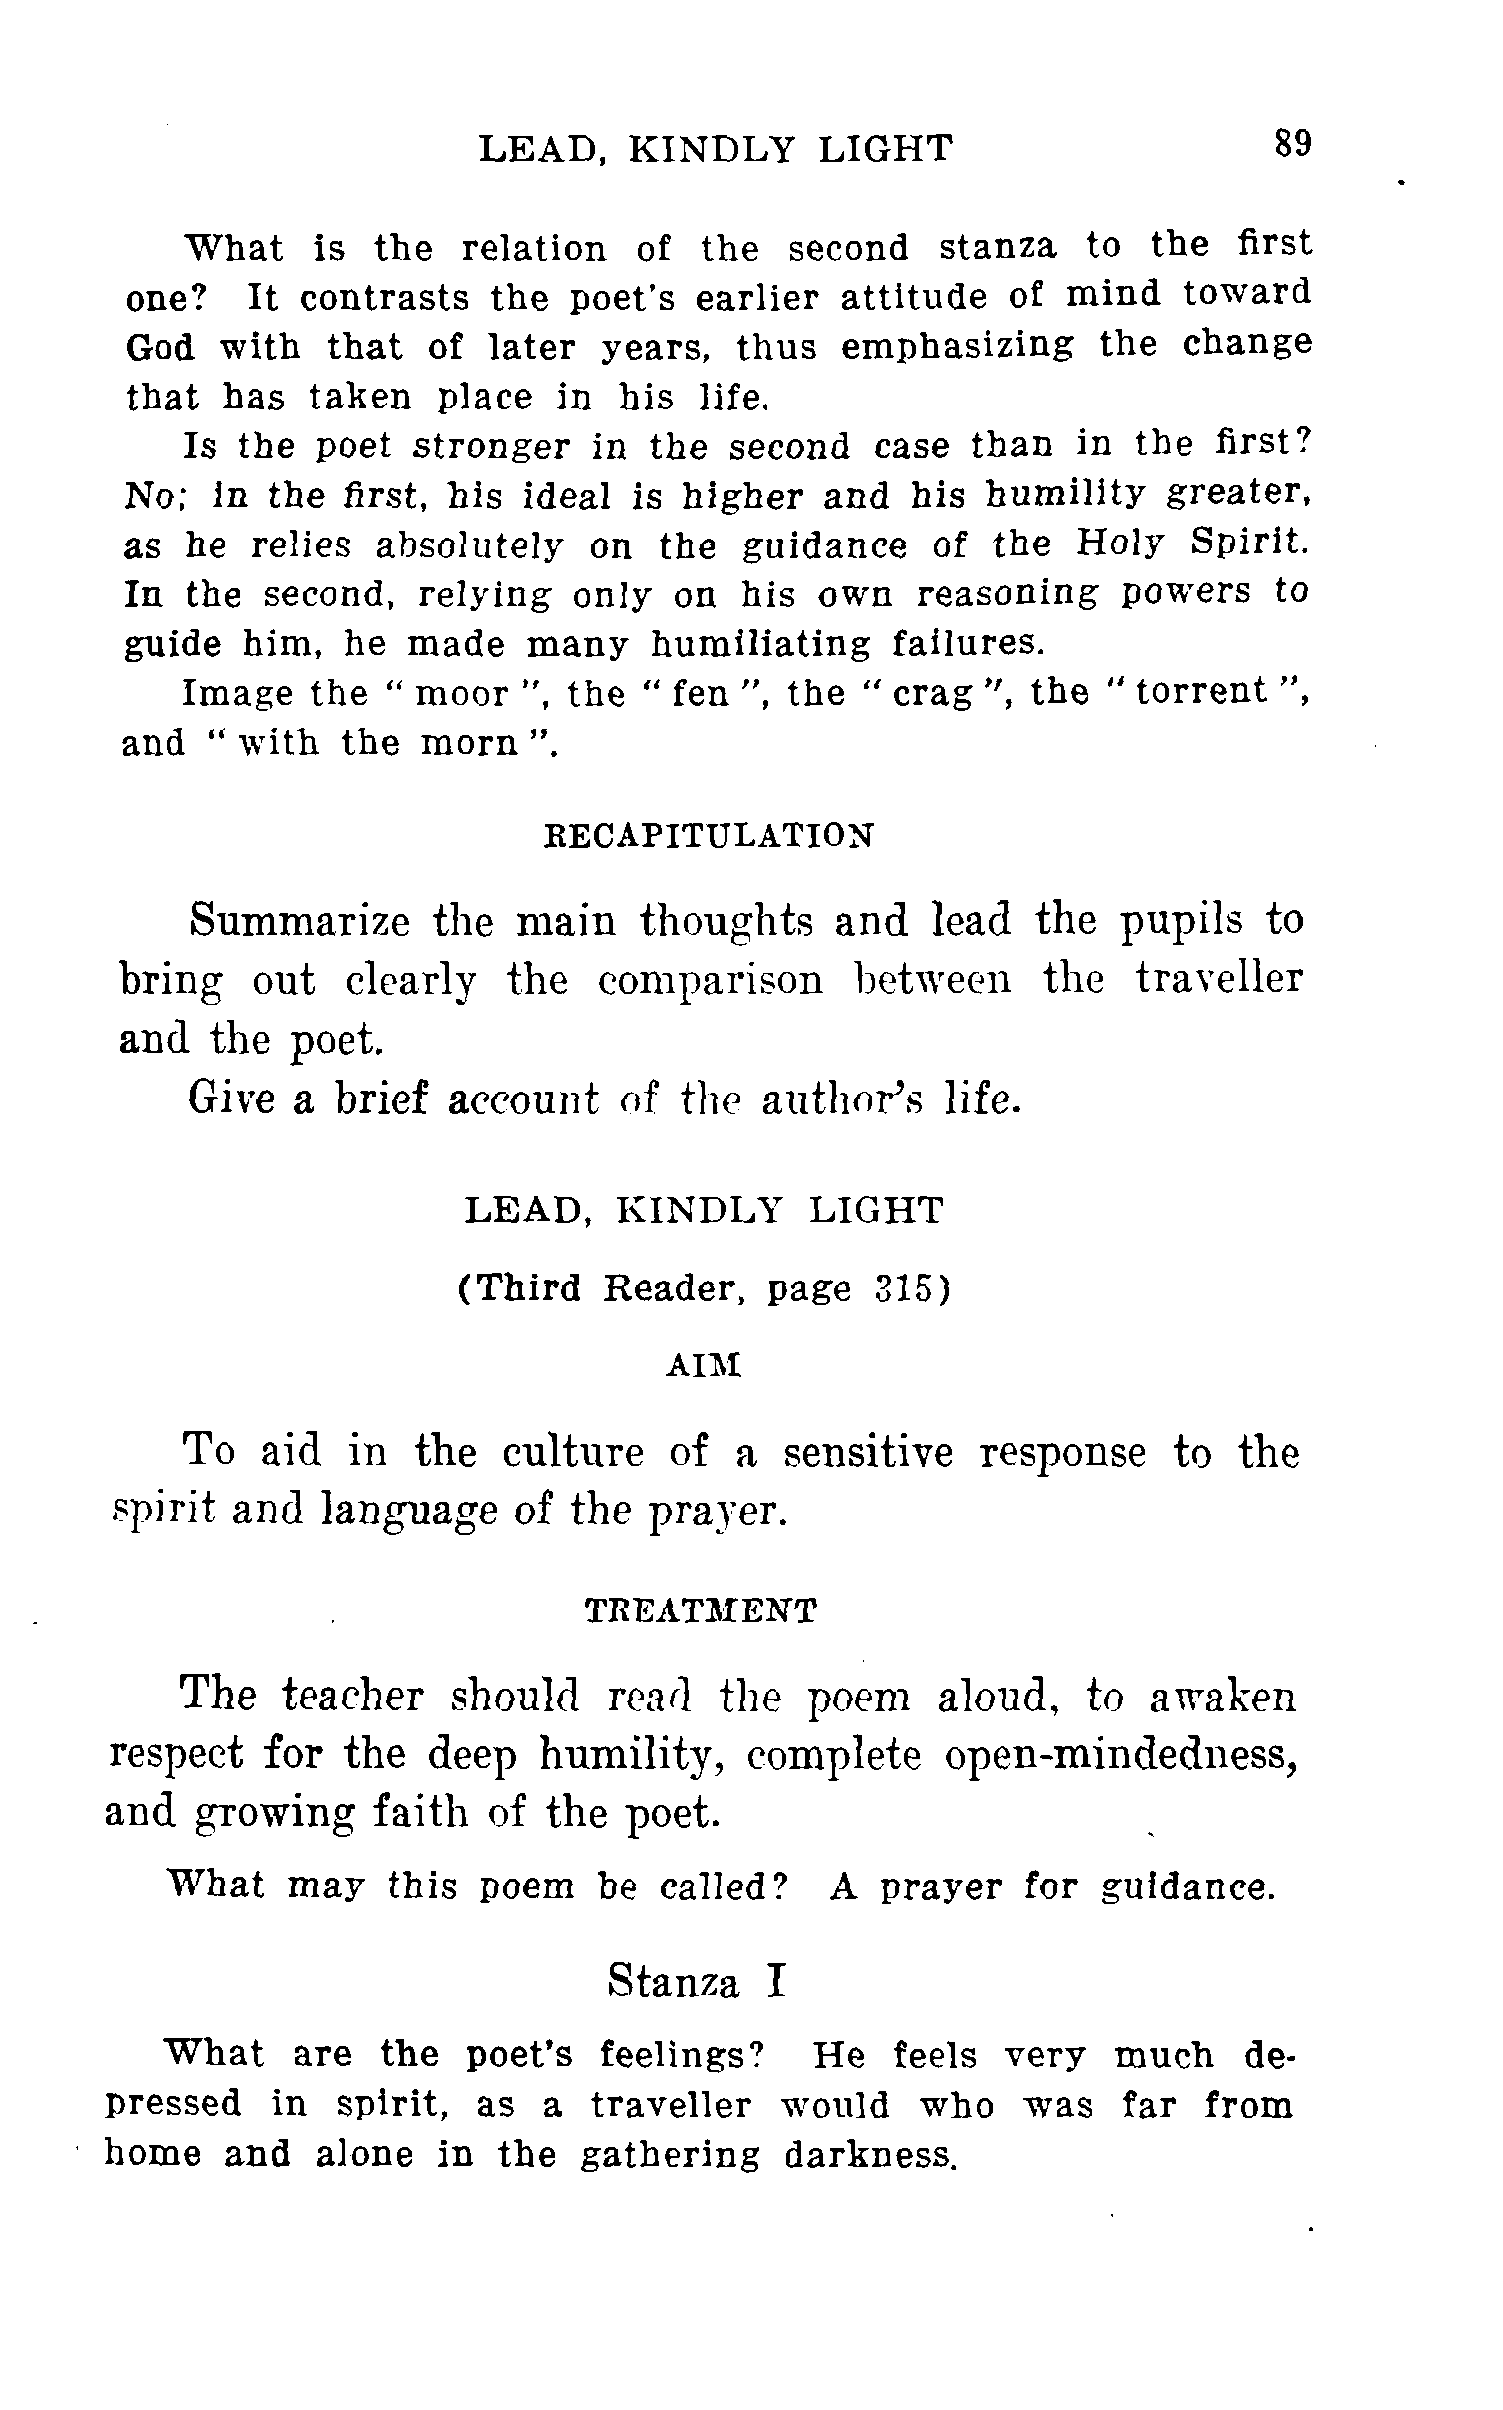 LEAD, KINDLY LIGHT 89
What is the relation of the second stanza to the first
one? It contrasts the poet's earlier attitude of mind toward
God with that of later years, thus emphasizing the change
that has taken place in his life.
Is the poet stronger in the second case than in the first?
No; in the first, his ideal is higher and his humility greater,
as he relies absolutely on the guidance of the Holy Spirit.
In the second, relying only on his own reasoning powers to
guide him, he made many humiliating failures.
Image the " moor ", the " fen ", the " crag ", the " torrent ",
and " with the morn ".
RECAPITULATION
Summarize the main thoughts and lead the pupils to
bring out clearly the comparison between the traveller
and the poet.
Give a brief account of the author's life.
LEAD, KINDLY LIGHT
(Third Reader, page 315)
AIM
To aid in the culture of a sensitive response to the
spirit and language of the prayer.
TREATMENT
The teacher should read the poem aloud, to awaken
respect for the deep humility, complete open-mindedness,
and growing faith of the poet.
What may this poem be called? A prayer for guidance.
Stanza I
What are the poet's feelings? He feels very much de-
pressed in spirit, as a traveller would who was far from
home and alone in the gathering darkness.